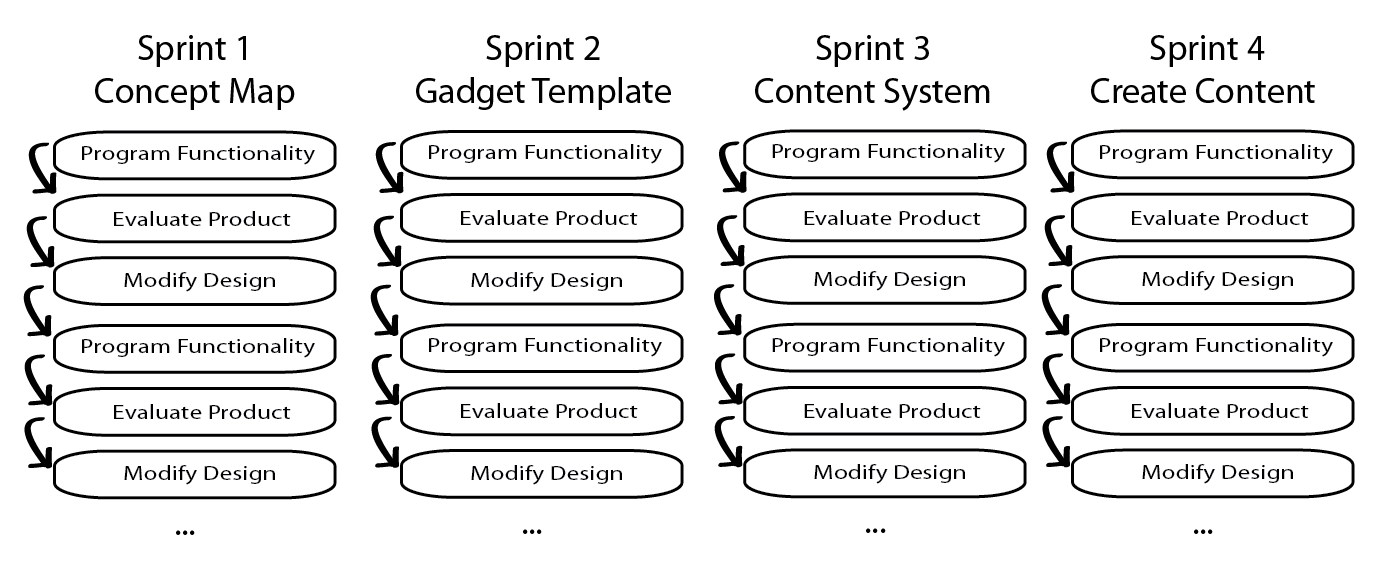 Sprint 1
Concept Map
Program Functionality
Evaluate Product
Modify Design
Program Functionality
Evaluate Product
Modify Design
...
Sprint 2
Gadget Template
Program Functionality
Evaluate Product
Modify Design
Program Functionality
Evaluate Product
Modify Design
...
Sprint 3
Content System
Program Functionality
Evaluate Product
Modify Design
Program Functionality
Evaluate Product
Modify Design
...
Sprint 4
Create Content
Program Functionality
Evaluate Product
Modify Design
Program Functionality
Evaluate Product
Modify Design
...